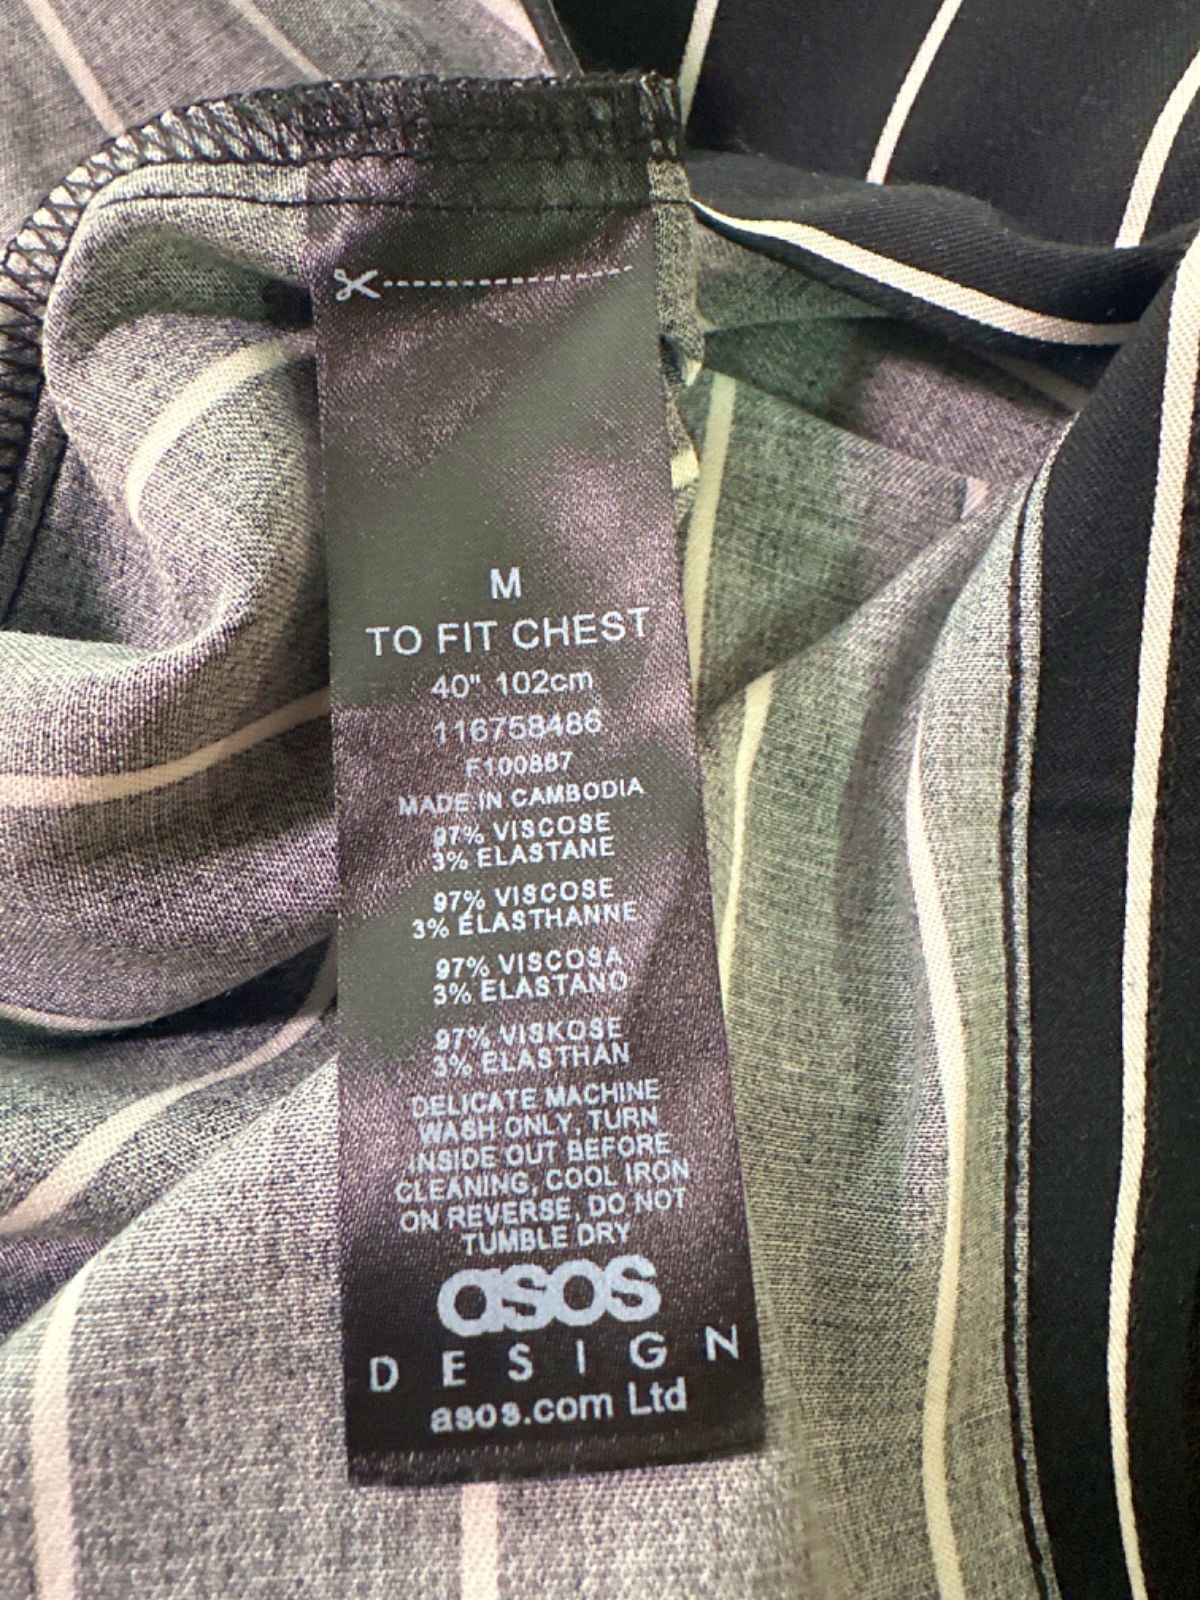 M
TO FIT CHEST
40" 102cm
116758486
F100867
MADE IN CAMBODIA
97% VISCOSE
3% ELASTANE
97% VISCOSE
3% ELASTHANNE
97% VISCOSA
3% ELASTANO
97% VISKOSE
3% ELASTHAN
DELICATE MACHINE
WASH ONLY, TURN
INSIDE OUT BEFORE
CLEANING, COOL IRON
ON REVERSE, DO NOT
TUMBLE DRY
asos
DESIGN
asos.com Ltd